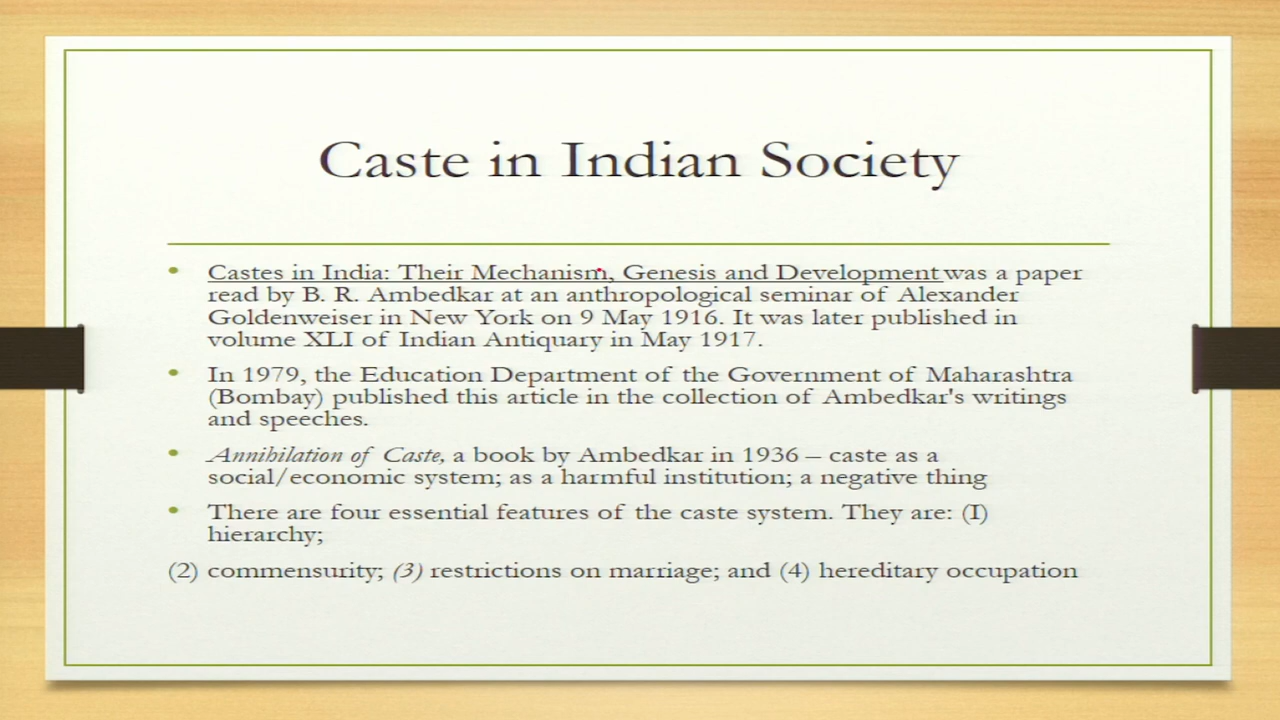 Caste in Indian Society
• Castes in India: Their Mechanism, Genesis and Development was a paper
read by B. R. Ambedkar at an anthropological seminar of Alexander
Goldenweiser in New York on 9 May 1916. It was later published in
volume XLI of Indian Antiquary in May 1917.
• In 1979, the Education Department of the Government of Maharashtra
(Bombay) published this article in the collection of Ambedkar's writings
and speeches.
• Annihilation of Caste, a book by Ambedkar in 1936 – caste as a
social/economic system; as a harmful institution; a negative thing
• There are four essential features of the caste system. They are: (I)
hierarchy;
(2) commensurity; (3) restrictions on marriage; and (4) hereditary occupation